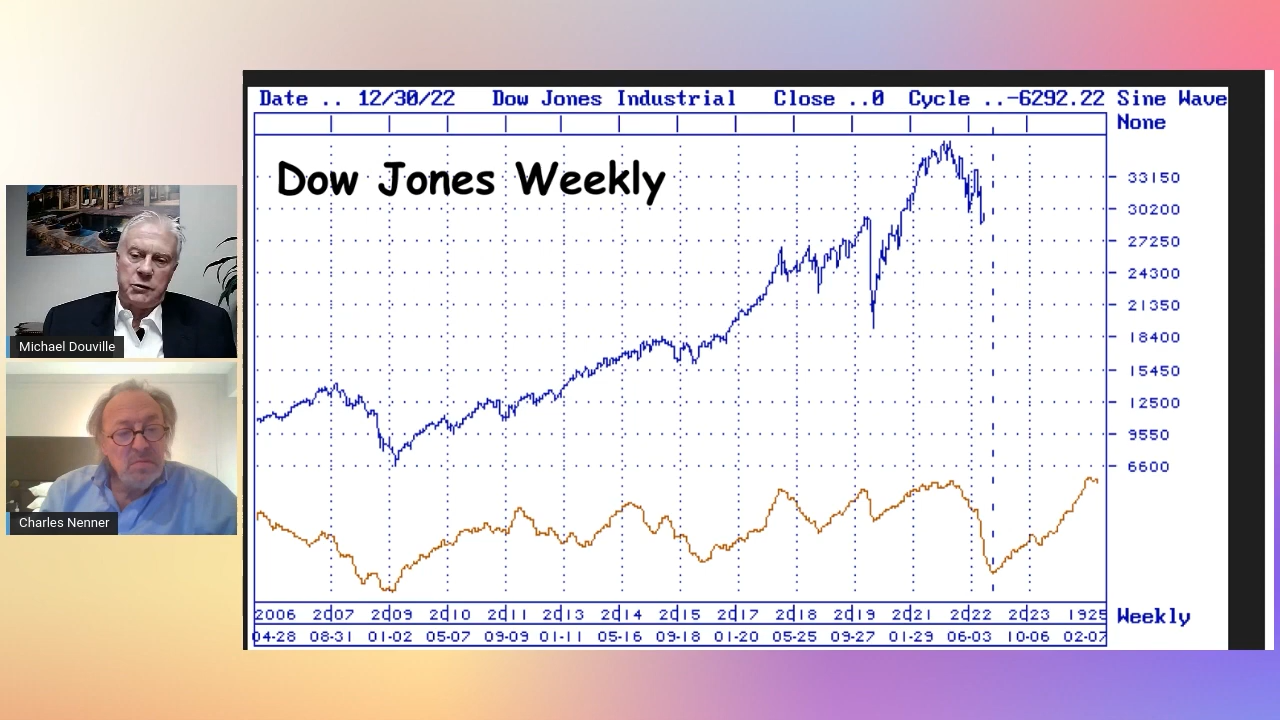 Date .. 12/30/22 Dow Jones Industrial Close ..0 Cycle ..-6292.22 Sine Wave
None
Dow Jones Weekly
33150
30200
27250
24300
21350
18400
15450
12500
9550
6600
Michael Douville
Charles Nenner
2006 2007 2009 2010 2011 2013 2014 2015 2017 2018 2019 2021 2022 2023 1925 Weekly
04-28 08-31 01-02 05-07 09-09 01-11 05-16 09-18 01-20 05-25 09-27 01-29 06-03 10-06 02-07